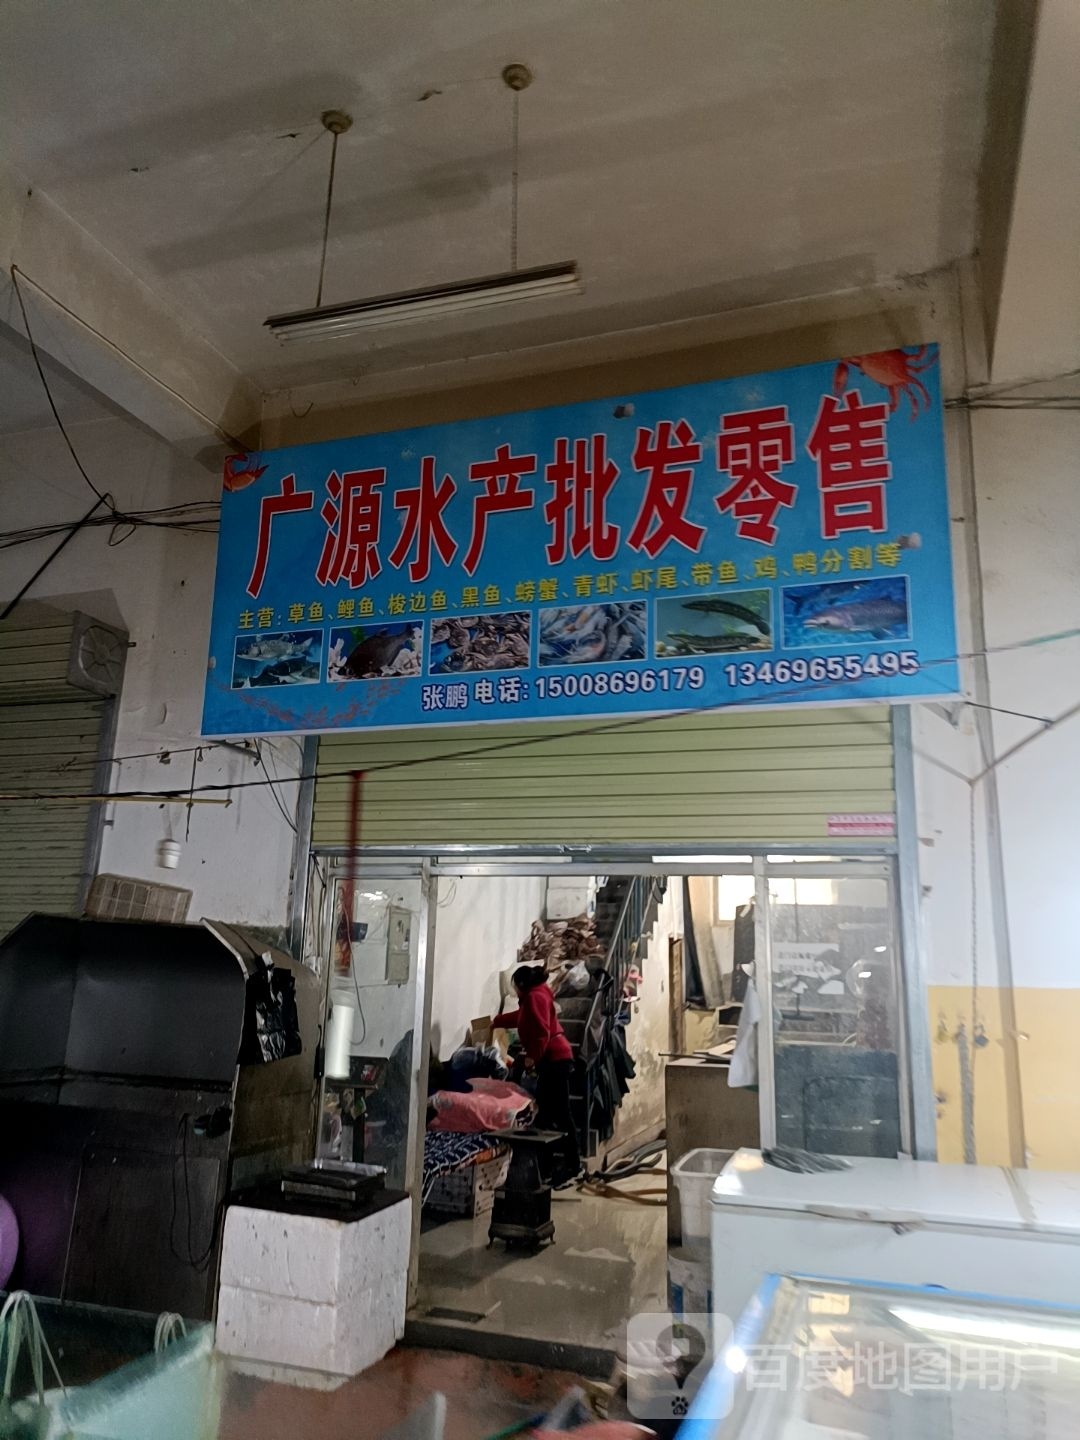 广源水产批发零售
主营:草鱼、鲤鱼、梭边鱼、黑鱼、螃蟹、青虾、虾尾、带鱼、鸡、鸭分割等
张鹏 电话:15008696179 13469655495
百度地图用户